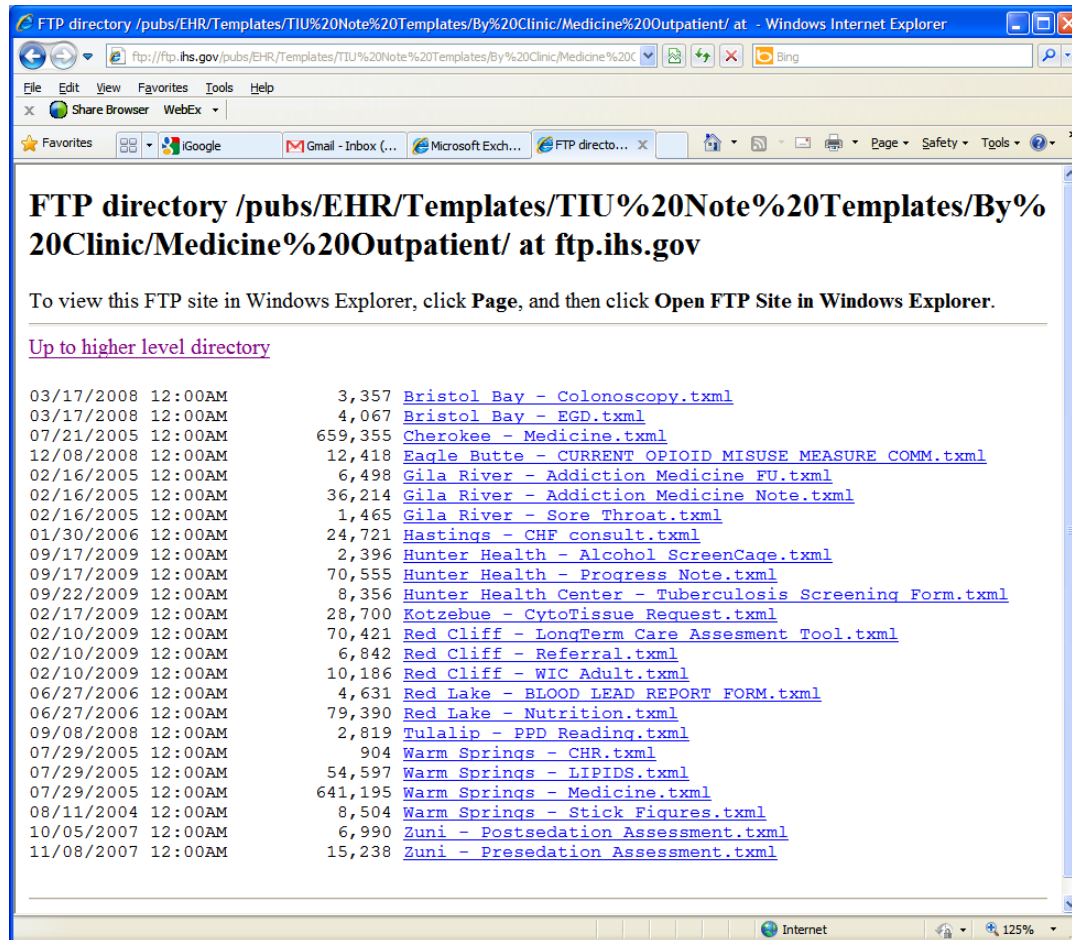 FTP directory /pubs/EHR/Templates/TIU%20Note%20Templates/By%20Clinic/Medicine%20Outpatient/ at - Windows Internet Explorer
ftp://ftp.ihs.gov/pubs/EHR/Templates/TIU%20Note%20Templates/By%20Clinic/Medicine%20C
Bing
File Edit View Favorites Tools Help
x Share Browser WebEx
Favorites iGoogle Gmail - Inbox (... Microsoft Exch... FTP directo... X Page Safety Tools
FTP directory /pubs/EHR/Templates/TIU%20Note%20Templates/By%
20Clinic/Medicine%20Outpatient/ at ftp.ihs.gov
To view this FTP site in Windows Explorer, click Page, and then click Open FTP Site in Windows Explorer.
Up to higher level directory
03/17/2008 12:00AM 3,357 Bristol Bay - Colonoscopy.txml
03/17/2008 12:00AM 4,067 Bristol Bay - EGD.txml
07/21/2005 12:00AM 659,355 Cherokee - Medicine.txml
12/08/2008 12:00AM 12,418 Eagle Butte - CURRENT OPIOID MISUSE MEASURE COMM.txml
02/16/2005 12:00AM 6,498 Gila River - Addiction Medicine FU.txml
02/16/2005 12:00AM 36,214 Gila River - Addiction Medicine Note.txml
02/16/2005 12:00AM 1,465 Gila River - Sore Throat.txml
01/30/2006 12:00AM 24,721 Hastings - CHF consult.txml
09/17/2009 12:00AM 2,396 Hunter Health - Alcohol ScreenCage.txml
09/17/2009 12:00AM 70,555 Hunter Health - Progress Note.txml
09/22/2009 12:00AM 8,356 Hunter Health Center - Tuberculosis Screening Form.txml
02/17/2009 12:00AM 28,700 Kotzebue - CytoTissue Request.txml
02/10/2009 12:00AM 70,421 Red Cliff - LongTerm Care Assesment Tool.txml
02/10/2009 12:00AM 6,842 Red Cliff - Referral.txml
02/10/2009 12:00AM 10,186 Red Cliff - WIC Adult.txml
06/27/2006 12:00AM 4,631 Red Lake - BLOOD LEAD REPORT FORM.txml
06/27/2006 12:00AM 79,390 Red Lake - Nutrition.txml
09/08/2008 12:00AM 2,819 Tulalip - PPD Reading.txml
07/29/2005 12:00AM 904 Warm Springs - CHR.txml
07/29/2005 12:00AM 54,597 Warm Springs - LIPIDS.txml
07/29/2005 12:00AM 641,195 Warm Springs - Medicine.txml
08/11/2004 12:00AM 8,504 Warm Springs - Stick Figures.txml
10/05/2007 12:00AM 6,990 Zuni - Postsedation Assessment.txml
11/08/2007 12:00AM 15,238 Zuni - Presedation Assessment.txml
Internet 125%